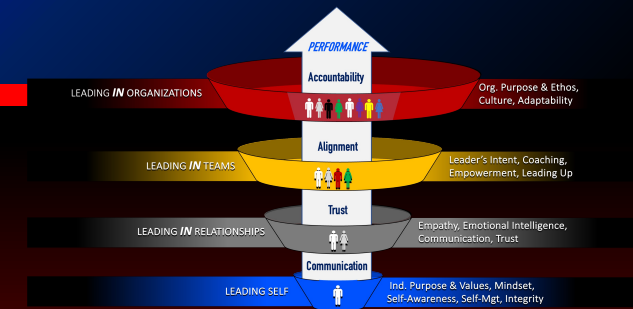 PERFORMANCE
Accountability
LEADING IN ORGANIZATIONS
Org. Purpose & Ethos,
Culture, Adaptability
Alignment
LEADING IN TEAMS
Leader's Intent, Coaching,
Empowerment, Leading Up
Trust
LEADING IN RELATIONSHIPS
Empathy, Emotional Intelligence,
Communication, Trust
Communication
LEADING SELF
Ind. Purpose & Values, Mindset,
Self-Awareness, Self-Mgt, Integrity